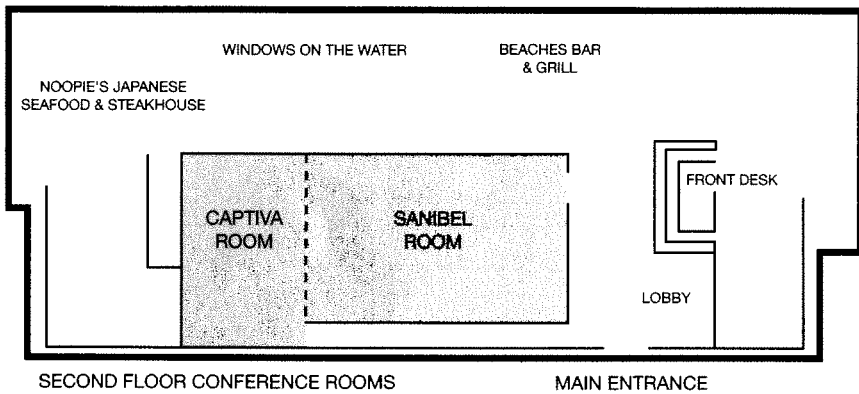 WINDOWS ON THE WATER
BEACHES BAR
& GRILL
NOOPIE'S JAPANESE
SEAFOOD & STEAKHOUSE
FRONT DESK
CAPTIVA
ROOM
SANIBEL
ROOM
LOBBY
SECOND FLOOR CONFERENCE ROOMS
MAIN ENTRANCE